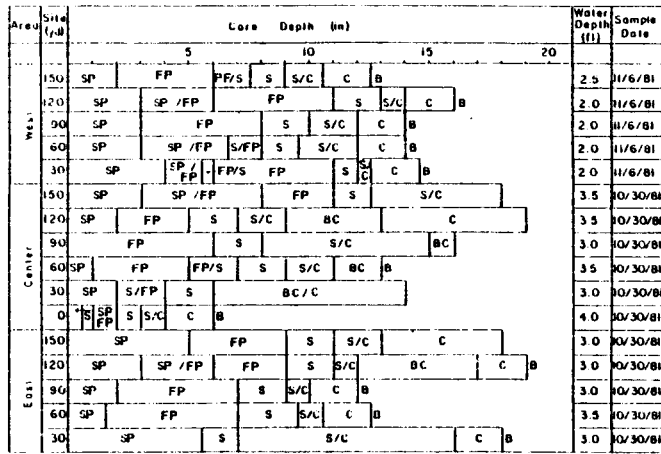 Area Site (yd) Core Depth (in) Water Depth (ft) Sample Date
5 10 15 20
West
150 SP FP FP/S S S/C C B 2.5 11/6/81
120 SP SP/FP FP S S/C C B 2.0 11/6/81
90 SP FP S S/C C B 2.0 11/6/81
60 SP SP/FP S/FP S S/C C B 2.0 11/6/81
30 SP SP/FP FP/S FP S S/C C B 2.0 11/6/81
Center
150 SP SP/FP FP S S/C 3.5 10/30/81
120 SP FP S S/C BC C 3.5 10/30/81
90 FP S S/C BC 3.0 10/30/81
60 SP FP FP/S S S/C BC B 3.5 10/30/81
30 SP S/FP S BC/C 3.0 10/30/81
0 S SP FP S S/C C B 4.0 10/30/81
East
150 SP FP S S/C C 3.0 10/30/81
120 SP SP/FP FP S S/C BC C B 3.0 10/30/81
90 SP FP S S/C C B 3.0 10/30/81
60 SP FP S S/C C B 3.5 10/30/81
30 SP S S/C C B 3.0 10/30/81